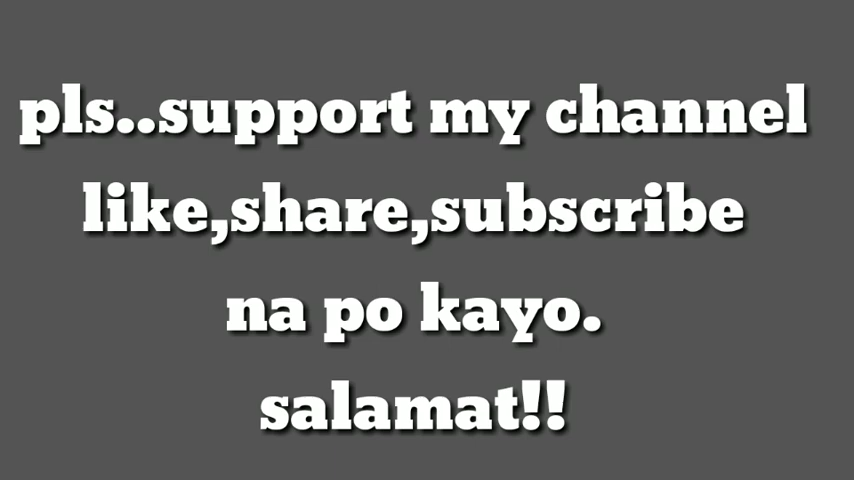 pls..support my channel
like,share,subscribe
na po kayo.
salamat!!